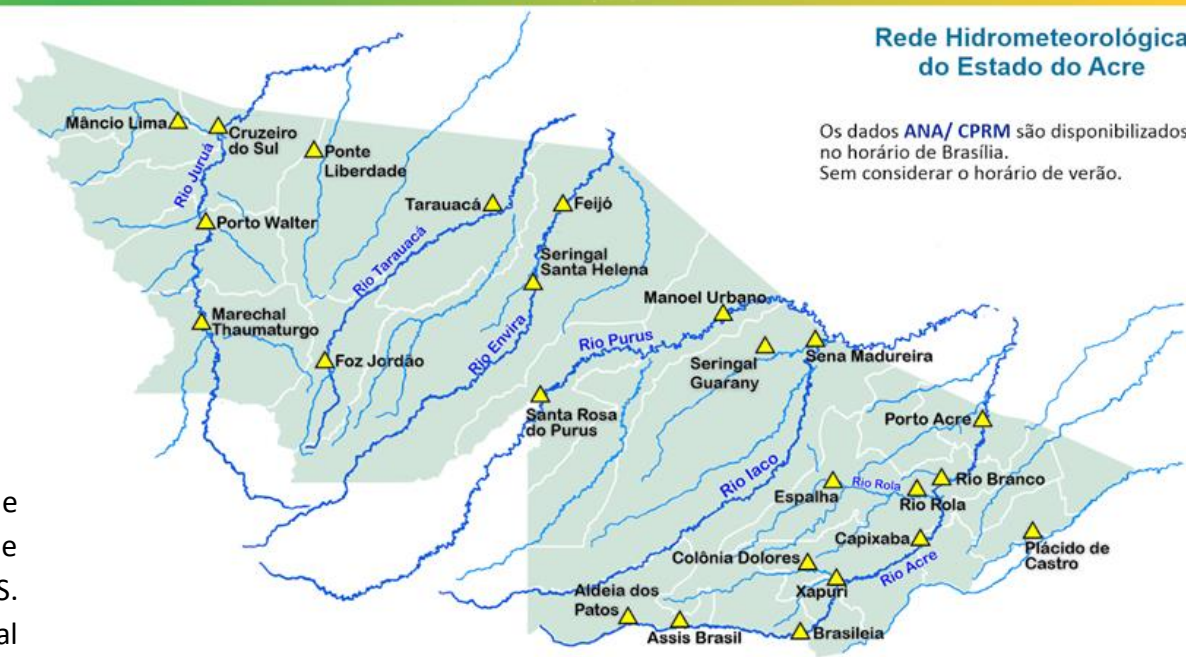 Rede Hidrometeorológica
do Estado do Acre
Os dados ANA/ CPRM são disponibilizados
no horário de Brasília.
Sem considerar o horário de verão.
Mâncio Lima
Cruzeiro
do Sul
Ponte
Liberdade
Rio Juruá
Porto Walter
Tarauacá
Feijó
Rio Tarauacá
Seringal
Santa Helena
Marechal
Thaumaturgo
Foz Jordão
Rio Envira
Rio Purus
Manoel Urbano
Seringal
Guarany
Sena Madureira
Santa Rosa
do Purus
Porto Acre
Rio Iaco
Espalha
Rio Rola
Rio Rola
Rio Branco
Capixaba
Plácido de
Castro
Colônia Dolores
Xapuri
Rio Acre
Aldeia dos
Patos
Assis Brasil
Brasileia
e
e
S.
al